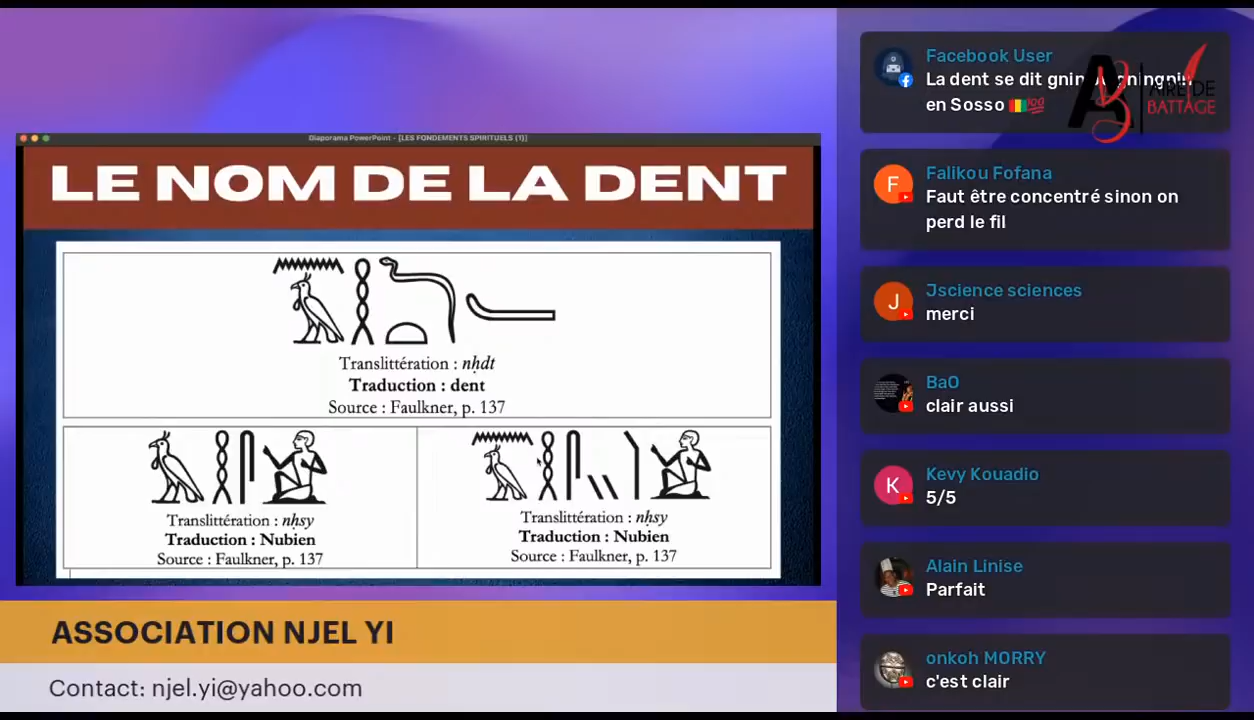 Diaporama PowerPoint - [LES FONDEMENTS SPIRITUELS (1)]
LE NOM DE LA DENT
Translittération : nḥdt
Traduction : dent
Source : Faulkner, p. 137
Translittération : nḥsy
Traduction : Nubien
Source : Faulkner, p. 137
Translittération : nḥsy
Traduction : Nubien
Source : Faulkner, p. 137
ASSOCIATION NJEL YI
Contact: njel.yi@yahoo.com
Facebook User
La dent se dit
en Sosso 🇬🇳💯
AB AIRE DE
BATTAGE
F
Falikou Fofana
Faut être concentré sinon on
perd le fil
J
Jscience sciences
merci
BaO
clair aussi
K
Kevy Kouadio
5/5
Alain Linise
Parfait
onkoh MORRY
c'est clair